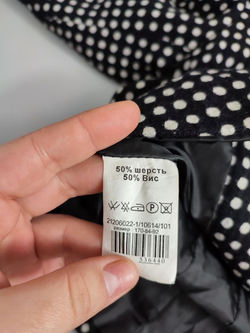 50% шерсть
50% Вис
21206022-1/10614/101
размер 170-84-92
336440